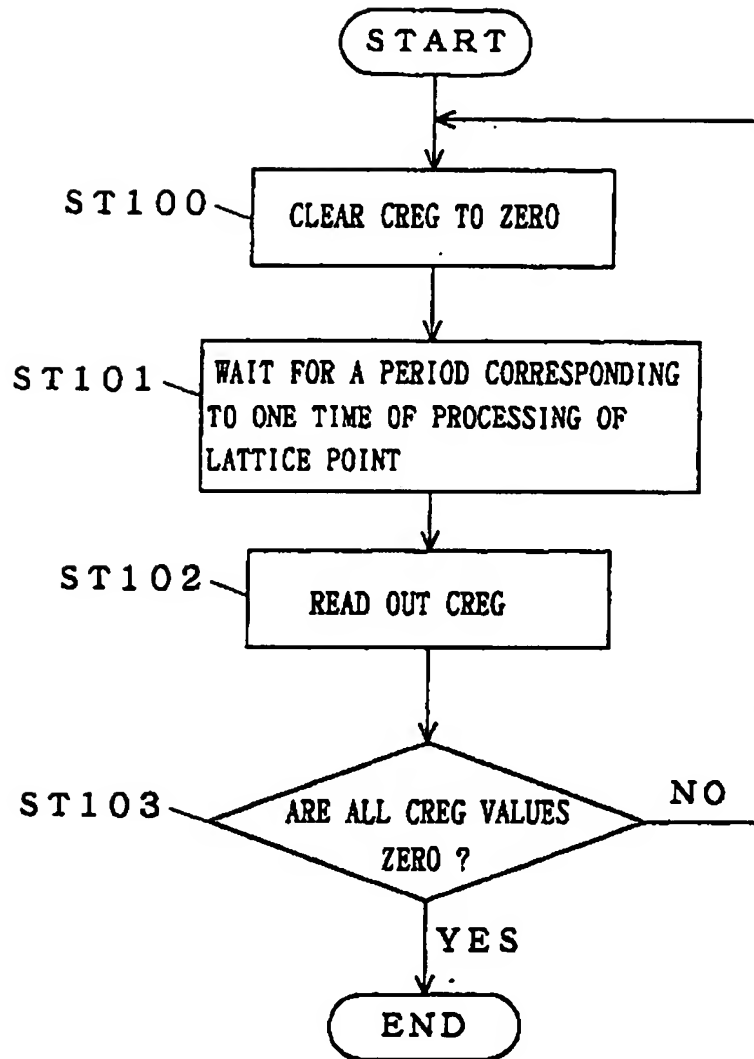 START
ST100
CLEAR CREG TO ZERO
ST101
WAIT FOR A PERIOD CORRESPONDING
TO ONE TIME OF PROCESSING OF
LATTICE POINT
ST102
READ OUT CREG
ST103
ARE ALL CREG VALUES
ZERO ?
NO
YES
END